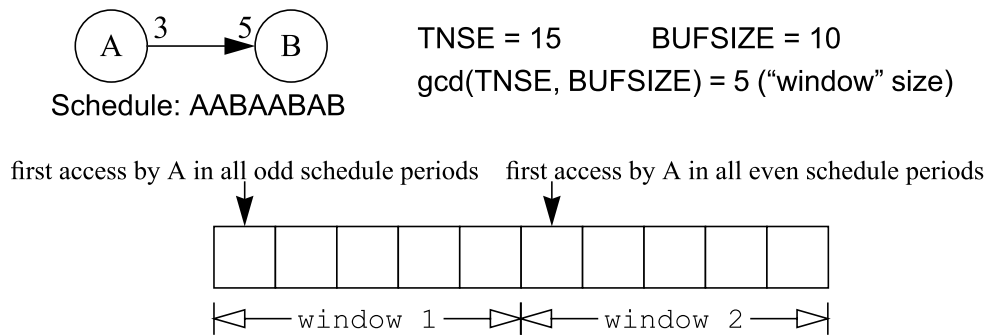 A 3 5 B
Schedule: AABAABAB
TNSE = 15 BUFSIZE = 10
gcd(TNSE, BUFSIZE) = 5 (“window” size)
first access by A in all odd schedule periods
first access by A in all even schedule periods
window 1
window 2